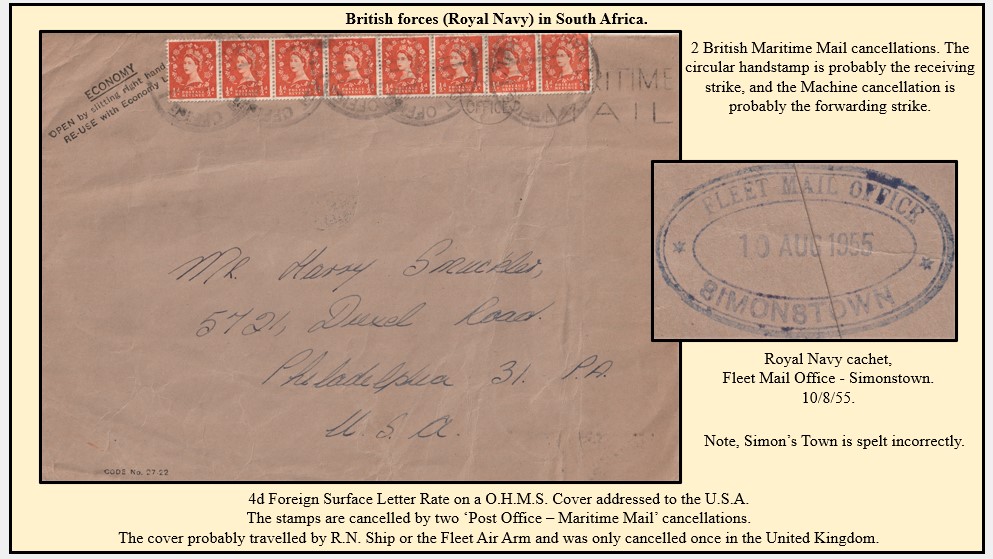 British forces (Royal Navy) in South Africa.
ECONOMY
OPEN by slitting right hand
RE-USE with Economy L
RITIME
MAIL
OFFICE
2 British Maritime Mail cancellations. The
circular handstamp is probably the receiving
strike, and the Machine cancellation is
probably the forwarding strike.
FLEET MAIL OFFICE
10 AUG 1955
SIMONSTOWN
Mr. Harry
5721, Road.
Philadelphia 31. P.A.
U.S.A.
CODE No. 27-22
Royal Navy cachet,
Fleet Mail Office - Simonstown.
10/8/55.
Note, Simon's Town is spelt incorrectly.
4d Foreign Surface Letter Rate on a O.H.M.S. Cover addressed to the U.S.A.
The stamps are cancelled by two ‘Post Office – Maritime Mail’ cancellations.
The cover probably travelled by R.N. Ship or the Fleet Air Arm and was only cancelled once in the United Kingdom.